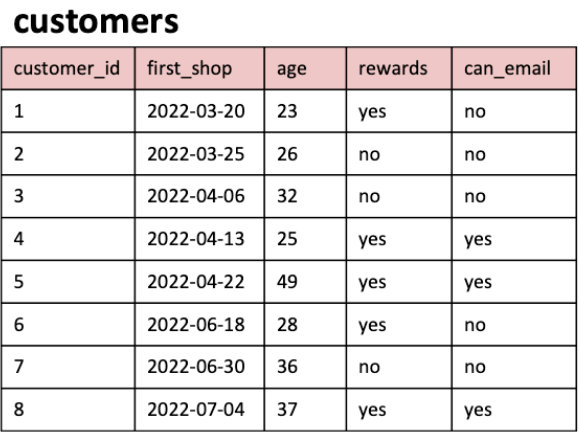 customers
customer_id first_shop age rewards can_email
1 2022-03-20 23 yes no
2 2022-03-25 26 no no
3 2022-04-06 32 no no
4 2022-04-13 25 yes yes
5 2022-04-22 49 yes yes
6 2022-06-18 28 yes no
7 2022-06-30 36 no no
8 2022-07-04 37 yes yes